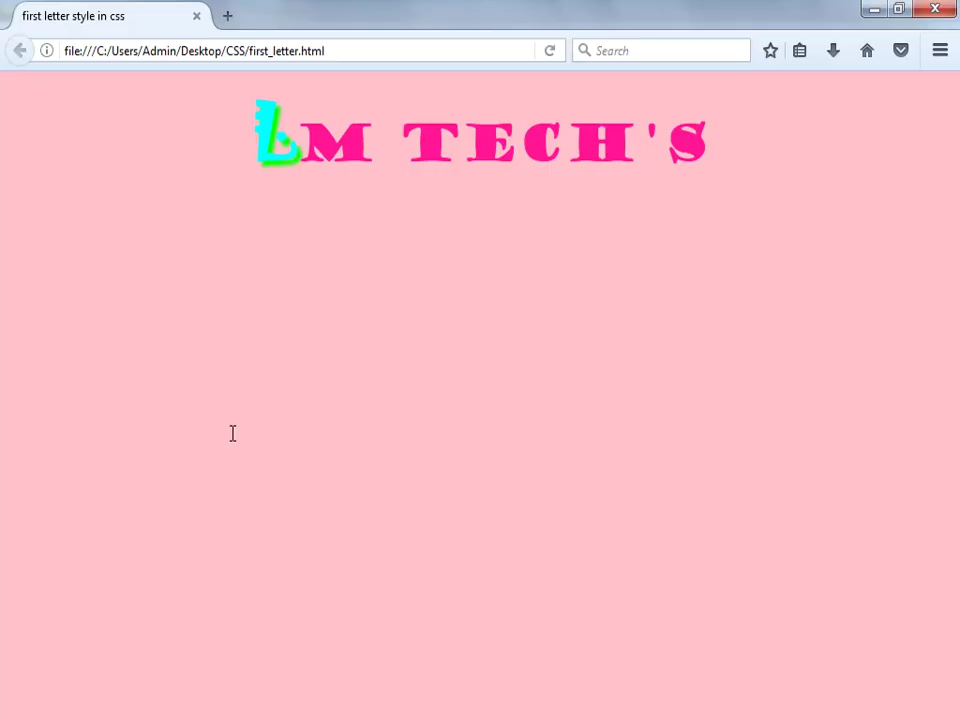 first letter style in css
file:///C:/Users/Admin/Desktop/CSS/first_letter.html
Search
LM TECH'S